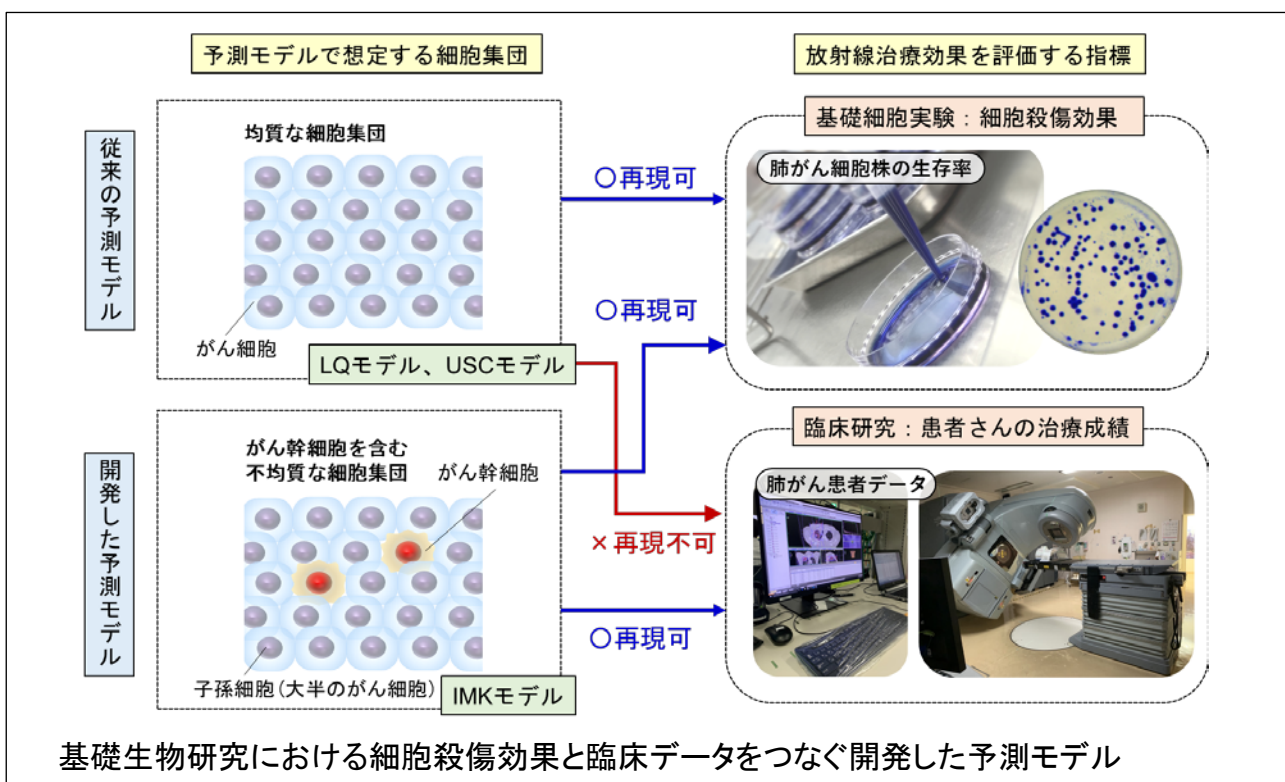 予測モデルで想定する細胞集団
放射線治療効果を評価する指標
従来の予測モデル
均質な細胞集団
がん細胞
LQモデル、USCモデル
〇再現可
基礎細胞実験：細胞殺傷効果
肺がん細胞株の生存率
〇再現可
開発した予測モデル
がん幹細胞を含む
不均質な細胞集団
がん幹細胞
子孫細胞(大半のがん細胞)
IMKモデル
×再現不可
〇再現可
臨床研究：患者さんの治療成績
肺がん患者データ
基礎生物研究における細胞殺傷効果と臨床データをつなぐ開発した予測モデル